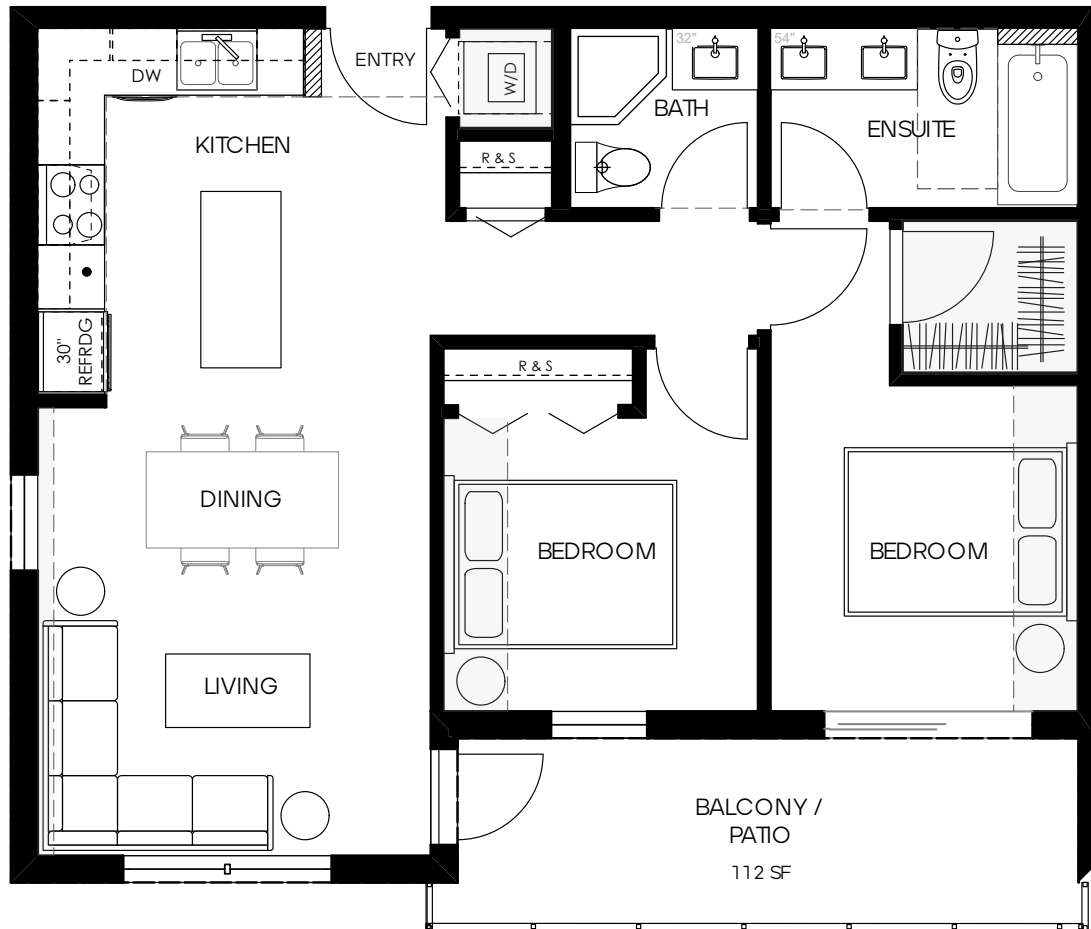 32"
54"
ENTRY
DW
W/D
BATH
ENSUITE
KITCHEN
R & S
30"
REFRDG
R & S
DINING
BEDROOM
BEDROOM
LIVING
BALCONY /
PATIO
112 SF